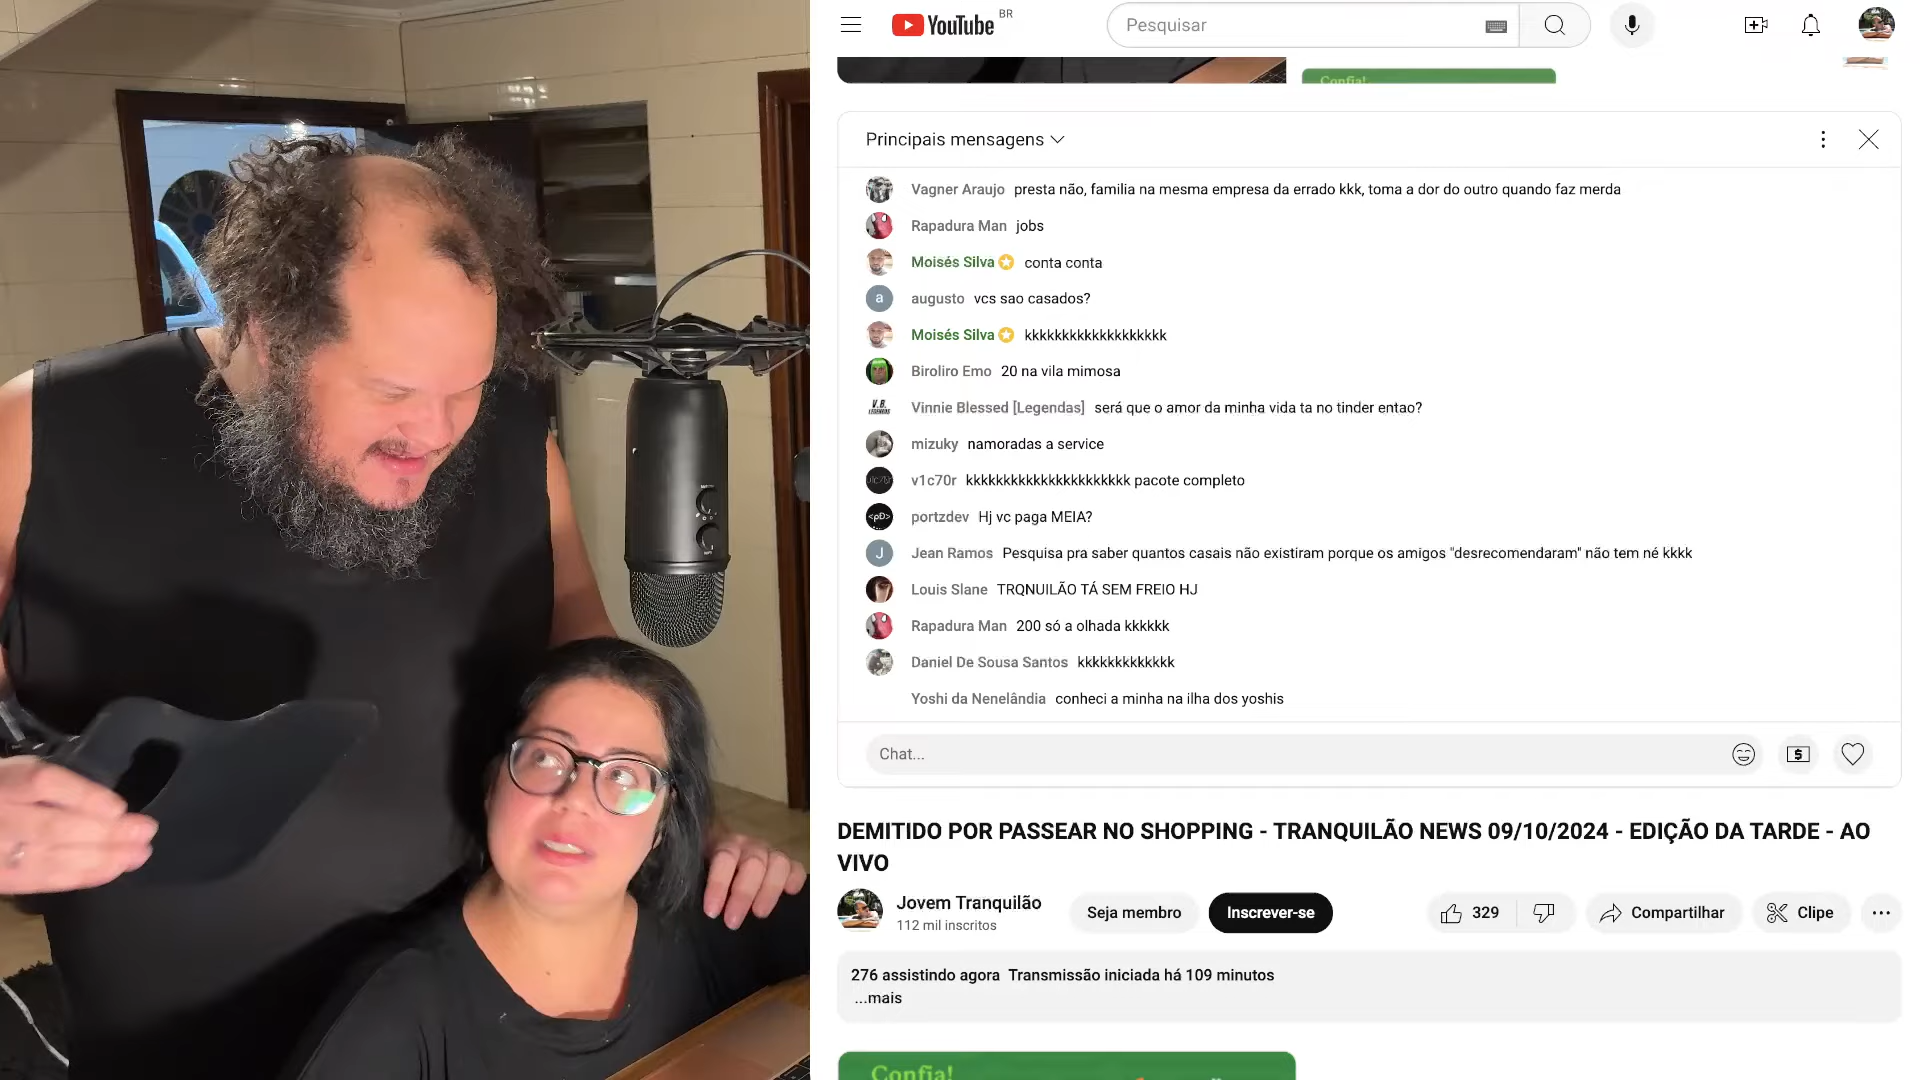 YouTube BR
Pesquisar
Confia!
Principais mensagens
Vagner Araujo presta não, familia na mesma empresa da errado kkk, toma a dor do outro quando faz merda
Rapadura Man jobs
Moisés Silva conta conta
a augusto vcs sao casados?
Moisés Silva kkkkkkkkkkkkkkkkkkk
Biroliro Emo 20 na vila mimosa
V.B. LEGENDAS Vinnie Blessed [Legendas] será que o amor da minha vida ta no tinder entao?
mizuky namoradas a service
v1c70r kkkkkkkkkkkkkkkkkkkkkk pacote completo
<pD> portzdev Hj vc paga MEIA?
J Jean Ramos Pesquisa pra saber quantos casais não existiram porque os amigos "desrecomendaram" não tem né kkkk
Louis Slane TRQNUILÃO TÁ SEM FREIO HJ
Rapadura Man 200 só a olhada kkkkkk
Daniel De Sousa Santos kkkkkkkkkkkkk
Yoshi da Nenelândia conheci a minha na ilha dos yoshis
Chat...
DEMITIDO POR PASSEAR NO SHOPPING - TRANQUILÃO NEWS 09/10/2024 - EDIÇÃO DA TARDE - AO
VIVO
Jovem Tranquilão
112 mil inscritos
Seja membro
Inscrever-se
329
Compartilhar
Clipe
276 assistindo agora Transmissão iniciada há 109 minutos
...mais
Confia!